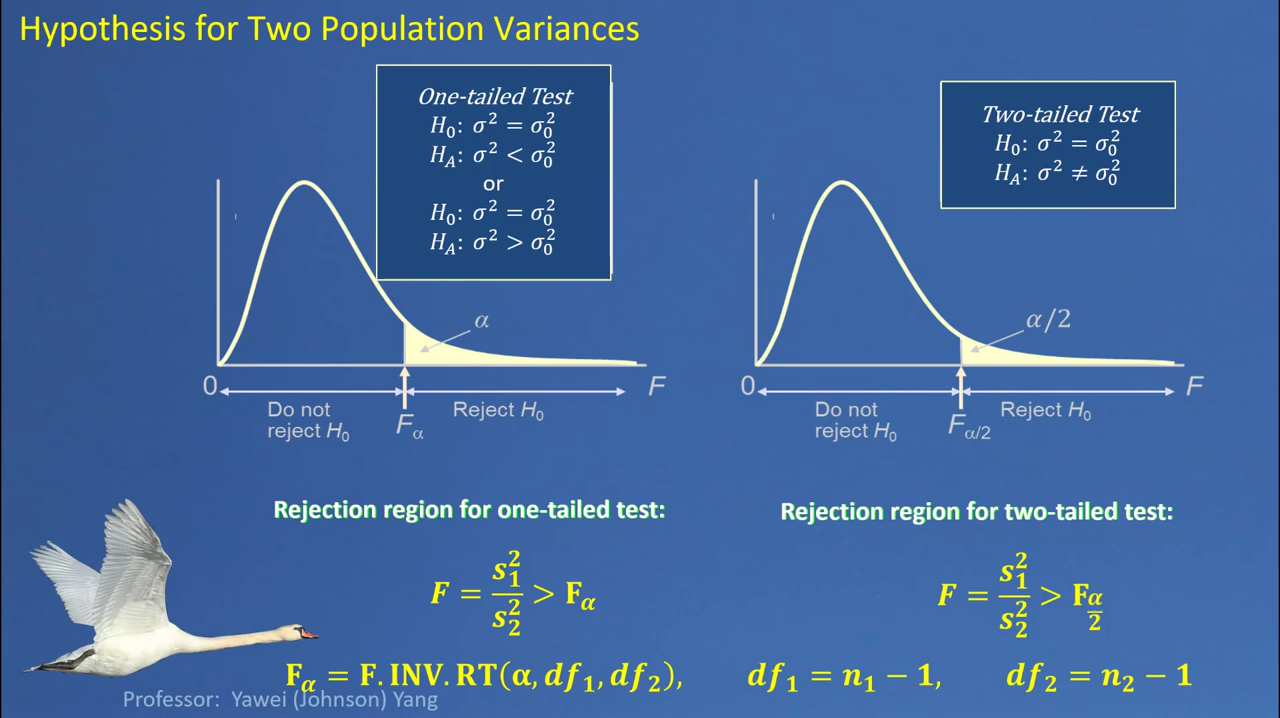 Hypothesis for Two Population Variances
One-tailed Test
H₀: σ² = σ₀²
H_A: σ² < σ₀²
or
H₀: σ² = σ₀²
H_A: σ² > σ₀²
α
0
F
Do not
reject H₀
Reject H₀
F_α
Two-tailed Test
H₀: σ² = σ₀²
H_A: σ² ≠ σ₀²
α/2
0
F
Do not
reject H₀
Reject H₀
F_α/2
Rejection region for one-tailed test:
F = s₁²/s₂² > F_α
Rejection region for two-tailed test:
F = s₁²/s₂² > F_α/2
F_α = F.INV.RT(α, df₁, df₂), df₁ = n₁ − 1, df₂ = n₂ − 1
Professor: Yawei (Johnson) Yang